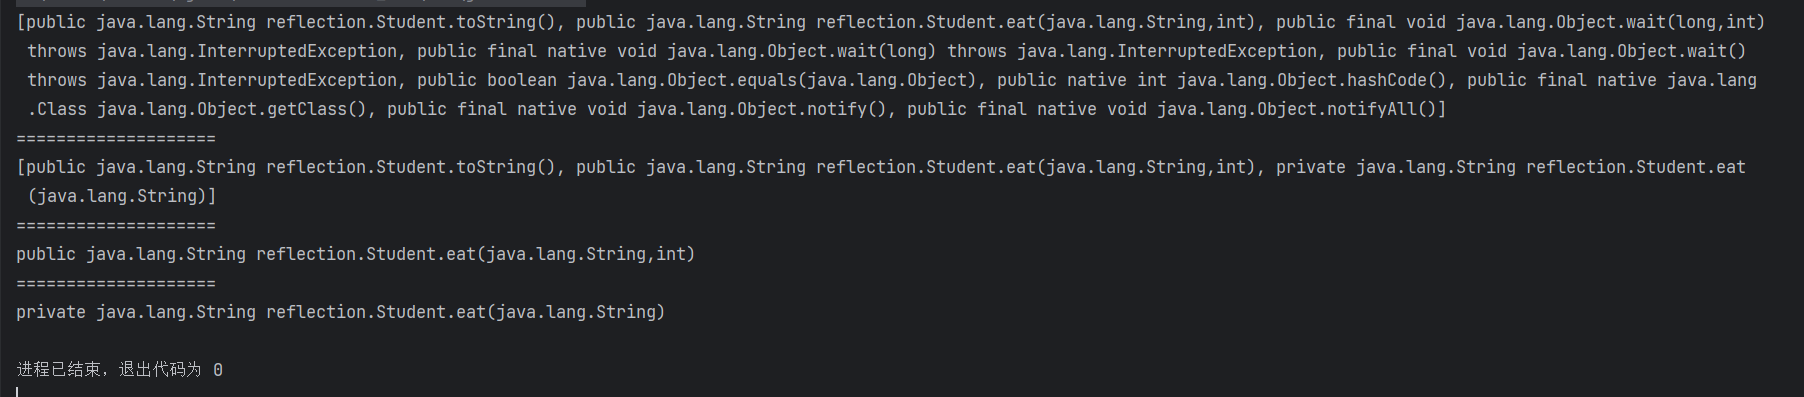 [public java.lang.String reflection.Student.toString(), public java.lang.String reflection.Student.eat(java.lang.String,int), public final void java.lang.Object.wait(long,int)
throws java.lang.InterruptedException, public final native void java.lang.Object.wait(long) throws java.lang.InterruptedException, public final void java.lang.Object.wait()
throws java.lang.InterruptedException, public boolean java.lang.Object.equals(java.lang.Object), public native int java.lang.Object.hashCode(), public final native java.lang
.Class java.lang.Object.getClass(), public final native void java.lang.Object.notify(), public final native void java.lang.Object.notifyAll()]
====================
[public java.lang.String reflection.Student.toString(), public java.lang.String reflection.Student.eat(java.lang.String,int), private java.lang.String reflection.Student.eat
(java.lang.String)]
====================
public java.lang.String reflection.Student.eat(java.lang.String,int)
====================
private java.lang.String reflection.Student.eat(java.lang.String)
进程已结束，退出代码为 0